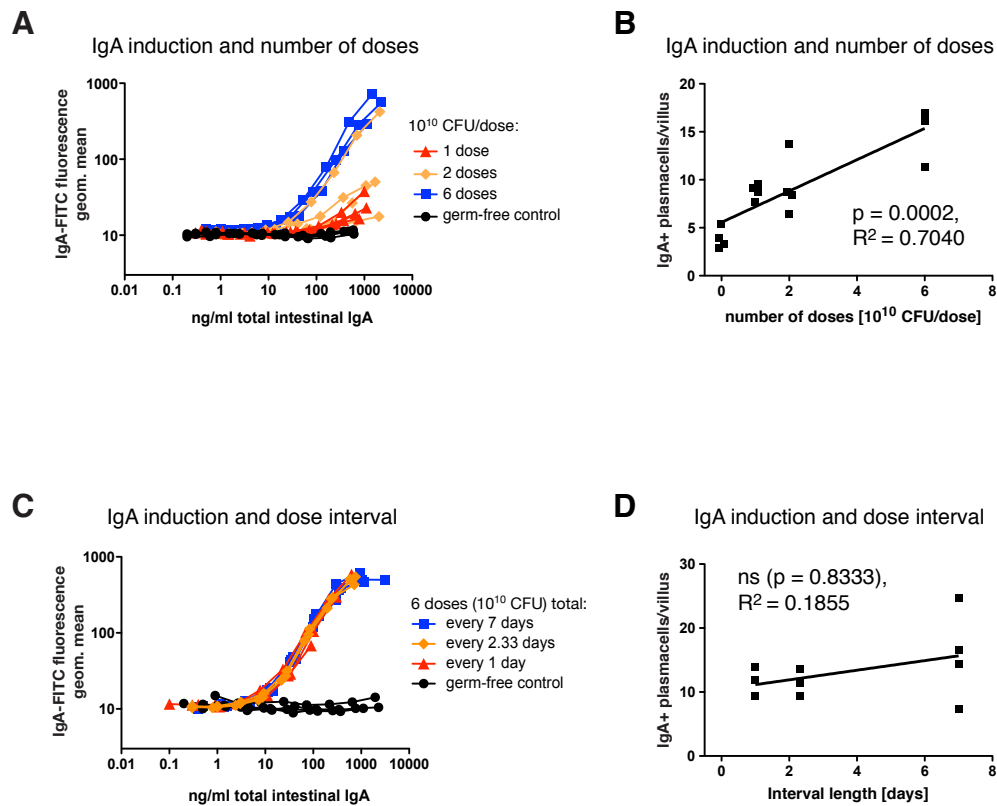 A
IgA induction and number of doses
IgA-FITC fluorescence
geom. mean
1000
100
10
0.01 0.1 1 10 100 1000 10000
ng/ml total intestinal IgA
10¹⁰ CFU/dose:
1 dose
2 doses
6 doses
germ-free control
B
IgA induction and number of doses
IgA+ plasmacells/villus
20
15
10
5
0
p = 0.0002,
R² = 0.7040
0 2 4 6 8
number of doses [10¹⁰ CFU/dose]
C
IgA induction and dose interval
IgA-FITC fluorescence
geom. mean
1000
100
10
0.01 0.1 1 10 100 1000 10000
ng/ml total intestinal IgA
6 doses (10¹⁰ CFU) total:
every 7 days
every 2.33 days
every 1 day
germ-free control
D
IgA induction and dose interval
IgA+ plasmacells/villus
30
20
10
0
ns (p = 0.8333),
R² = 0.1855
0 2 4 6 8
Interval length [days]